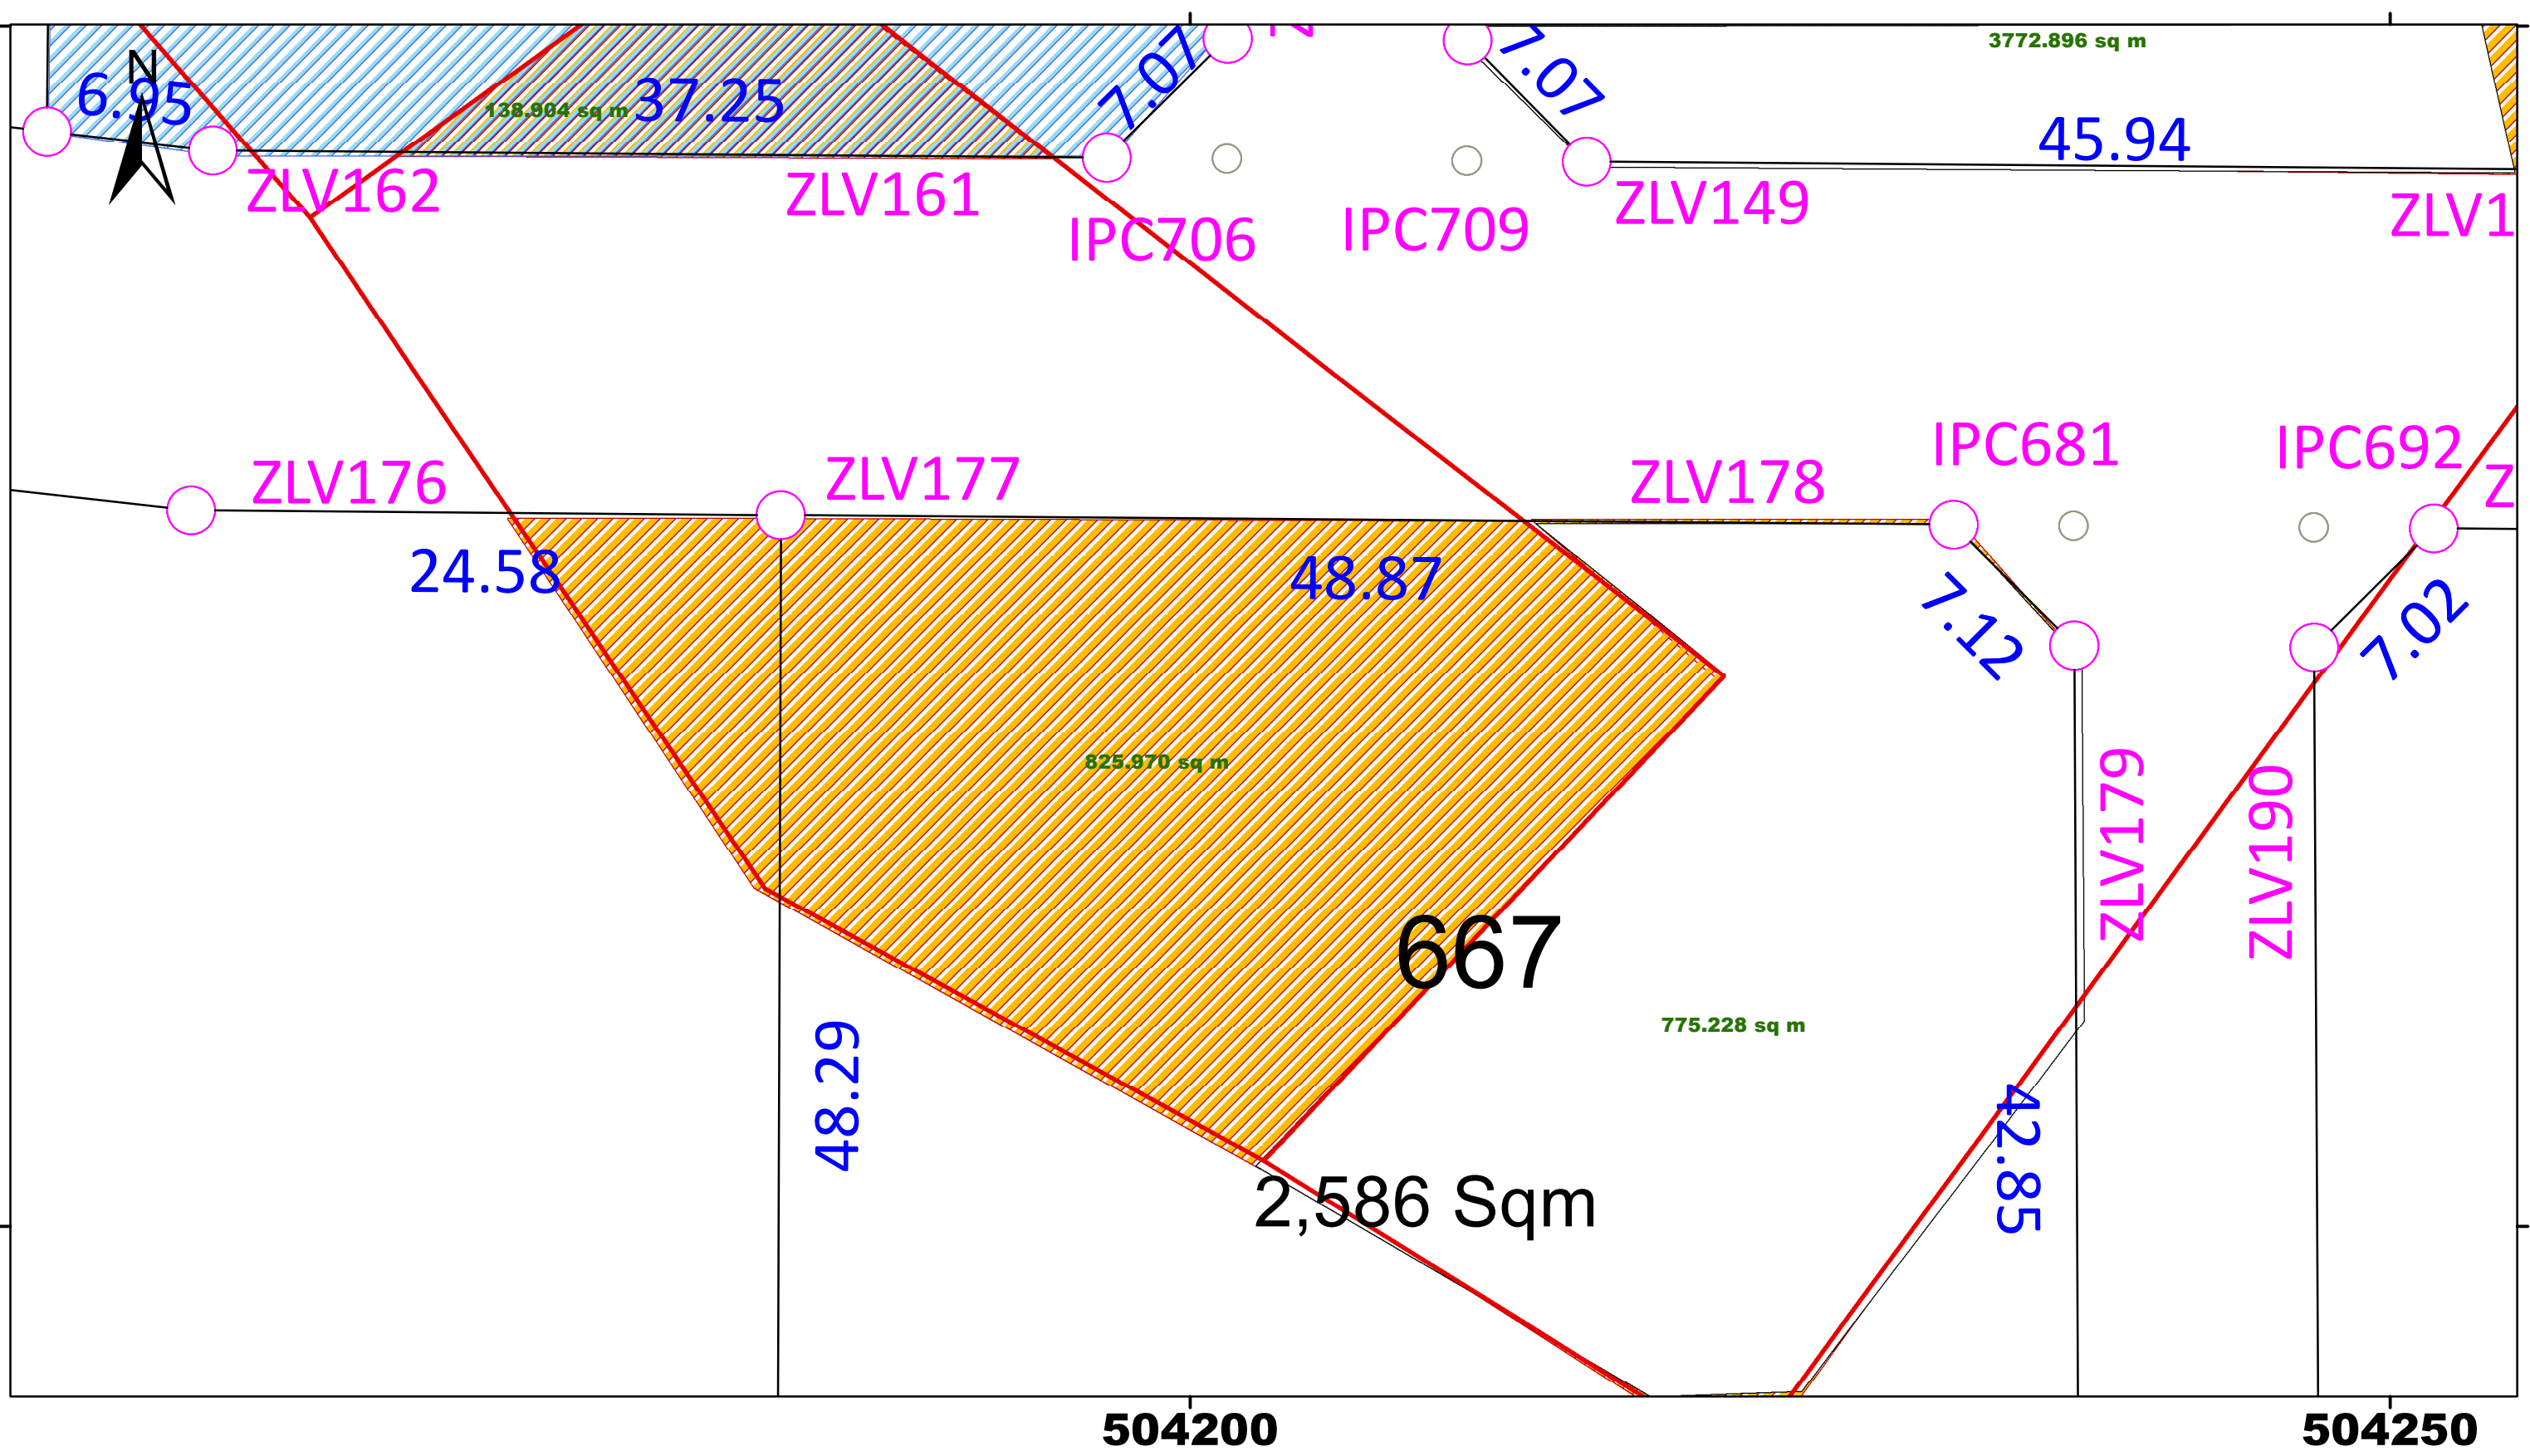 N
3772.896 sq m
6.95
138.904 sq m
37.25
7.07
7.07
45.94
ZLV162
ZLV161
IPC706
IPC709
ZLV149
ZLV1
ZLV176
ZLV177
ZLV178
IPC681
IPC692
Z
24.58
48.87
7.12
7.02
825.970 sq m
ZLV179
ZLV190
667
775.228 sq m
48.29
42.85
2,586 Sqm
504200
504250